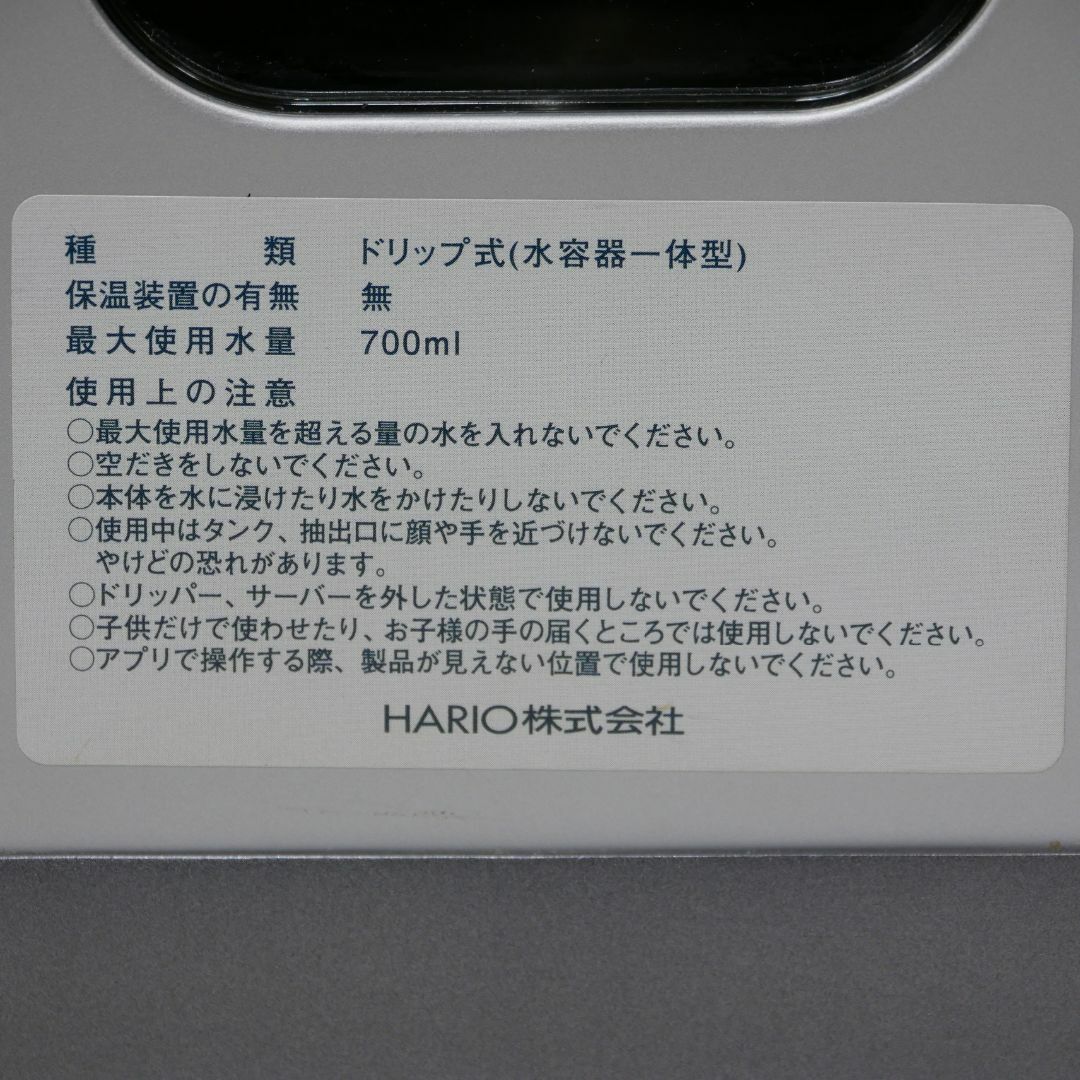 種類 ドリップ式(水容器一体型)
保温装置の有無 無
最大使用水量 700ml
使用上の注意
○最大使用水量を超える量の水を入れないでください。
○空だきをしないでください。
○本体を水に浸けたり水をかけたりしないでください。
○使用中はタンク、抽出口に顔や手を近づけないでください。
やけどの恐れがあります。
○ドリッパー、サーバーを外した状態で使用しないでください。
○子供だけで使わせたり、お子様の手の届くところでは使用しないでください。
○アプリで操作する際、製品が見えない位置で使用しないでください。
HARIO株式会社